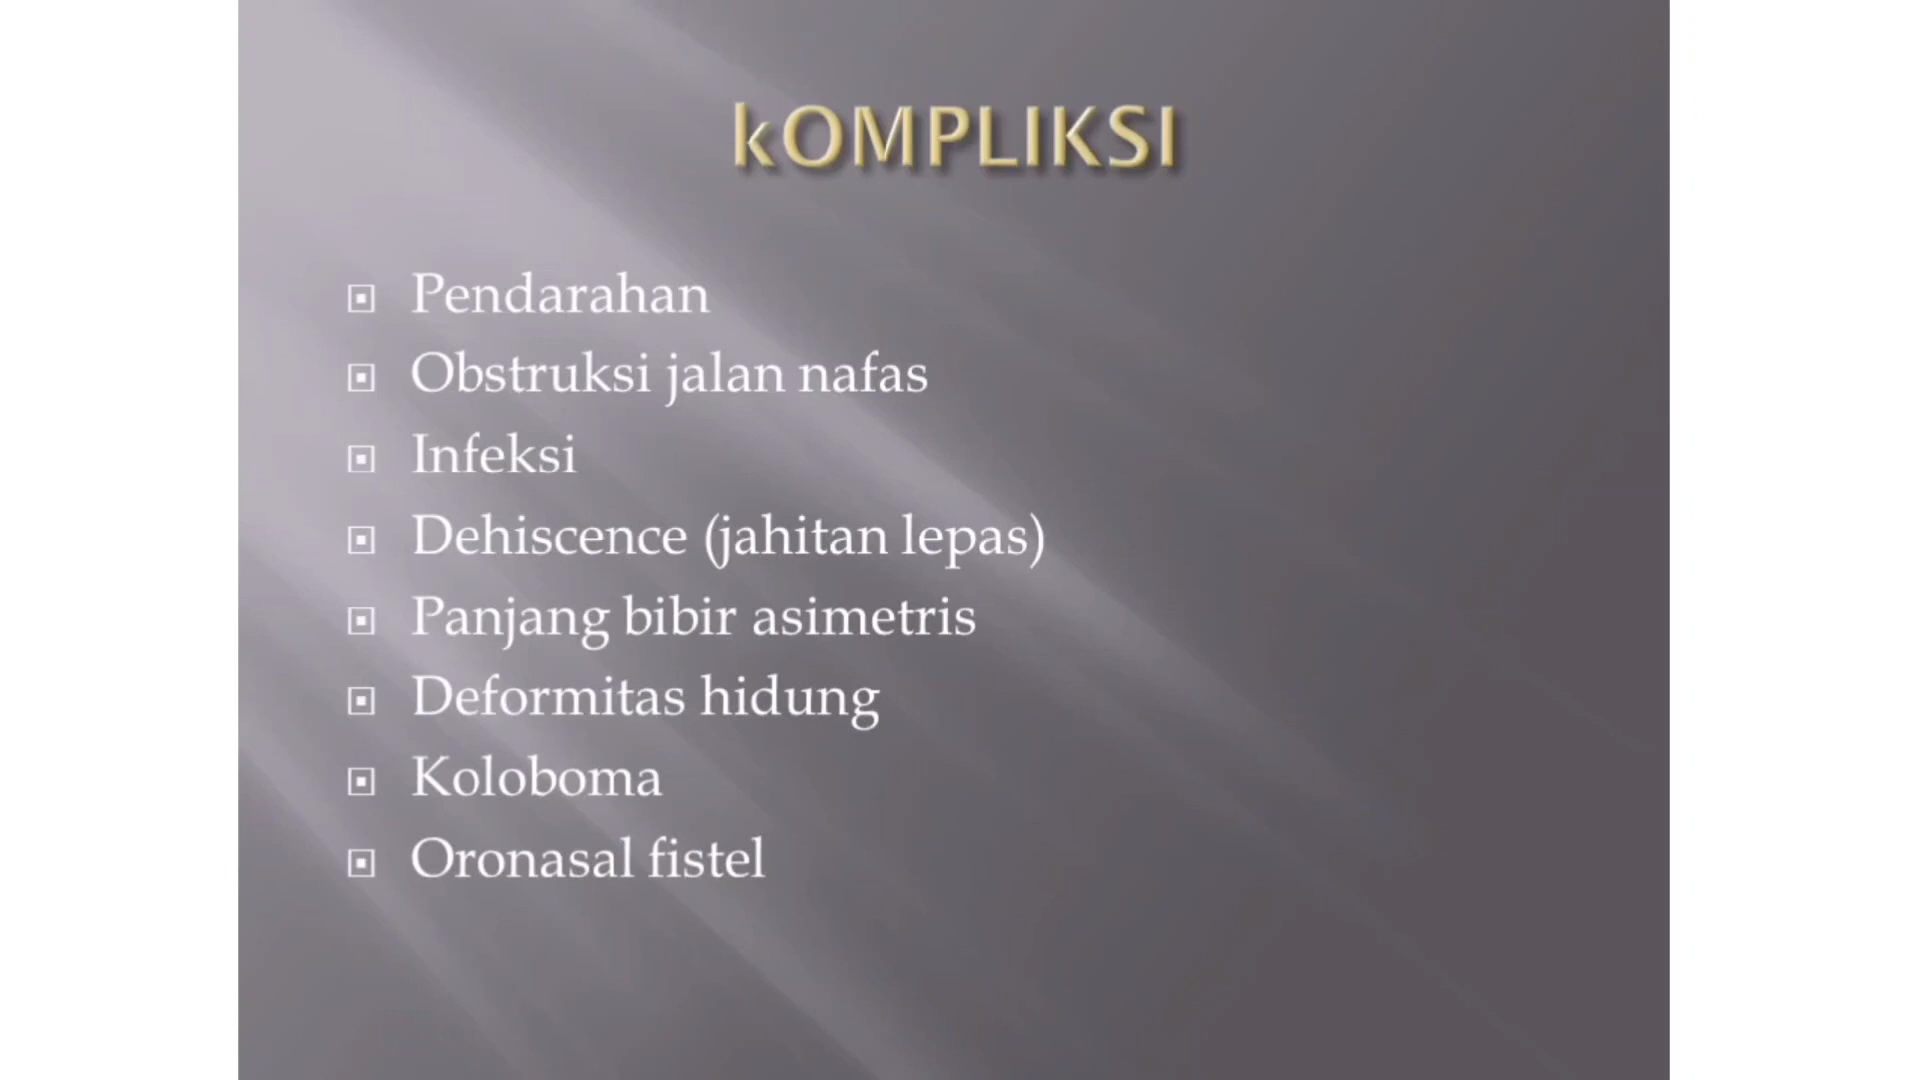 kOMPLIKSI
Pendarahan
Obstruksi jalan nafas
Infeksi
Dehiscence (jahitan lepas)
Panjang bibir asimetris
Deformitas hidung
Koloboma
Oronasal fistel